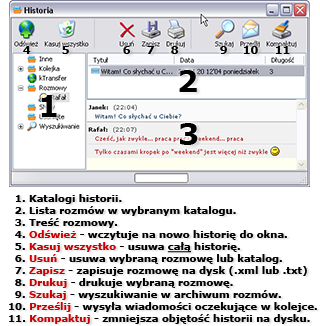 Historia
Odśwież Kasuj wszystko Usuń Zapisz Drukuj Szukaj Prześlij Kompaktuj
4 5 6 7 8 9 10 11
Inne
Kolejka
kTransfer
Rozmowy
Rafał
Wyszukiwanie
1
Tytuł Data Długość
Witam! Co słychać u C... 20 12'04 poniedziałek 3
2
Janek: (22:04)
Witam! Co słychać u Ciebie?
Rafał: (22:04)
Cześć, jak zwykle... praca praca
Tylko czasami kropek po "weekend" jest więcej niż zwykle
3
1. Katalogi historii.
2. Lista rozmów w wybranym katalogu.
3. Treść rozmowy.
4. Odśwież - wczytuje na nowo historię do okna.
5. Kasuj wszystko - usuwa całą historię.
6. Usuń - usuwa wybraną rozmowę lub katalog.
7. Zapisz - zapisuje rozmowę na dysk (.xml lub .txt)
8. Drukuj - drukuje wybraną rozmowę.
9. Szukaj - wyszukiwanie w archiwum rozmów.
10. Prześlij - wysyła wiadomości oczekujące w kolejce.
11. Kompaktuj - zmniejsza objętość historii na dysku.